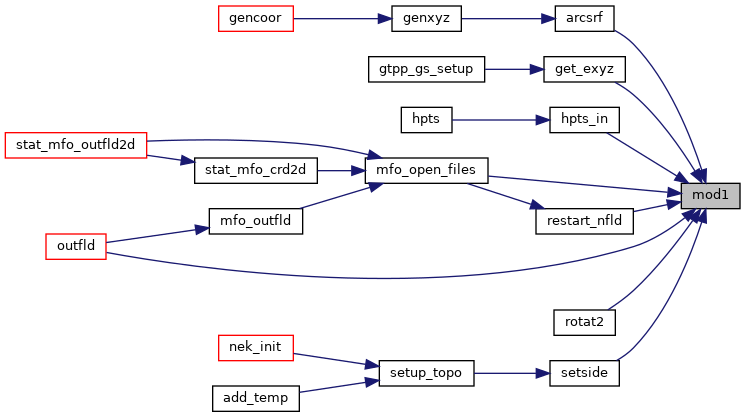 gencoor
genxyz
arcsrf
gtpp_gs_setup
get_exyz
hpts
hpts_in
stat_mfo_outfld2d
stat_mfo_crd2d
mfo_open_files
mod1
mfo_outfld
restart_nfld
outfld
rotat2
nek_init
setup_topo
setside
add_temp